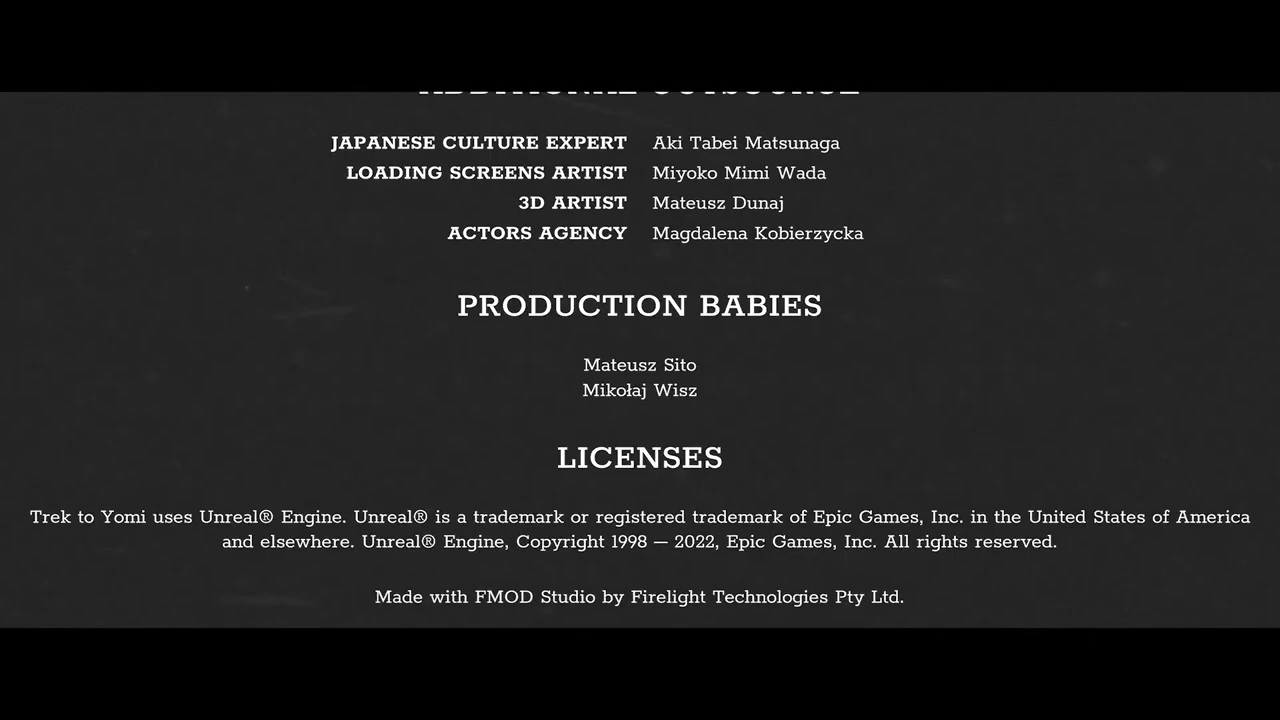 ADDITIONAL OUTSOURCE
JAPANESE CULTURE EXPERT Aki Tabei Matsunaga
LOADING SCREENS ARTIST Miyoko Mimi Wada
3D ARTIST Mateusz Dunaj
ACTORS AGENCY Magdalena Kobierzycka
PRODUCTION BABIES
Mateusz Sito
Mikołaj Wisz
LICENSES
Trek to Yomi uses Unreal® Engine. Unreal® is a trademark or registered trademark of Epic Games, Inc. in the United States of America
and elsewhere. Unreal® Engine, Copyright 1998 — 2022, Epic Games, Inc. All rights reserved.
Made with FMOD Studio by Firelight Technologies Pty Ltd.